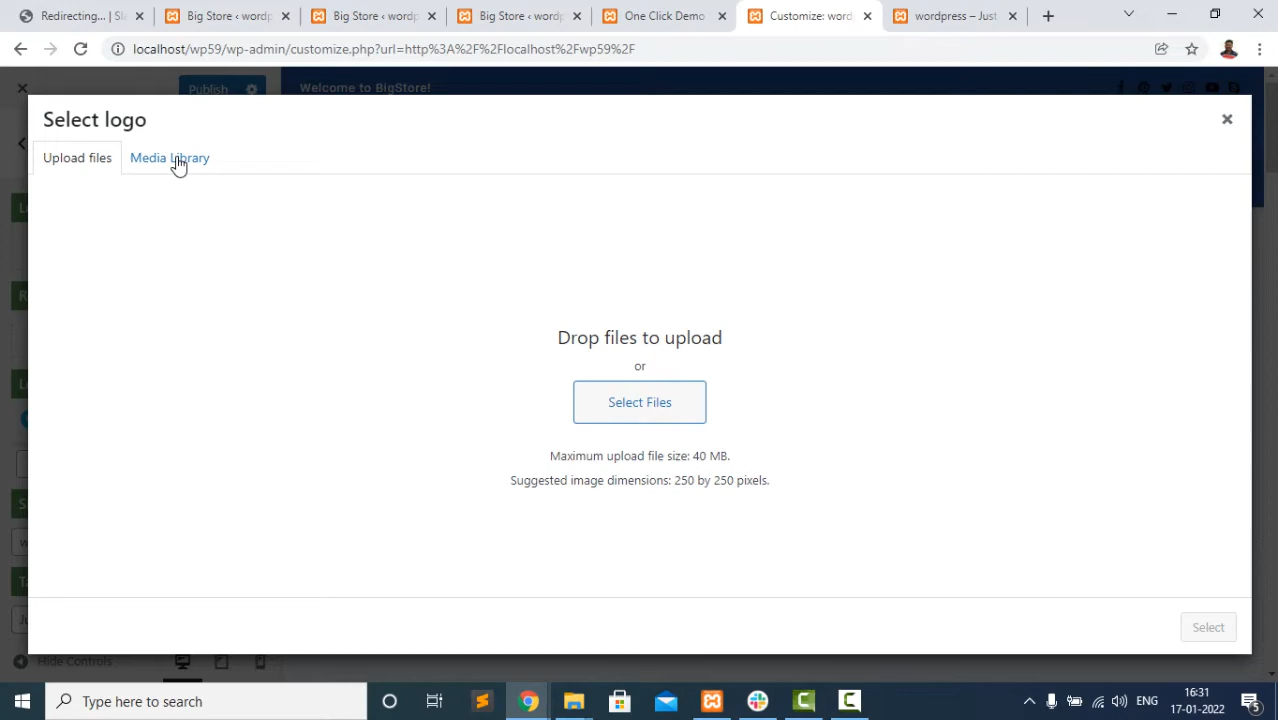 Redirecting... | Sla
Big Store ‹ wordp
Big Store ‹ wordp
Big Store ‹ wordp
One Click Demo
Customize: word
wordpress – Just
localhost/wp59/wp-admin/customize.php?url=http%3A%2F%2Flocalhost%2Fwp59%2F
Publish
Welcome to BigStore!
Select logo
Upload files
Media Library
Drop files to upload
or
Select Files
Maximum upload file size: 40 MB.
Suggested image dimensions: 250 by 250 pixels.
Select
Hide Controls
Type here to search
ENG
16:31
17-01-2022
5